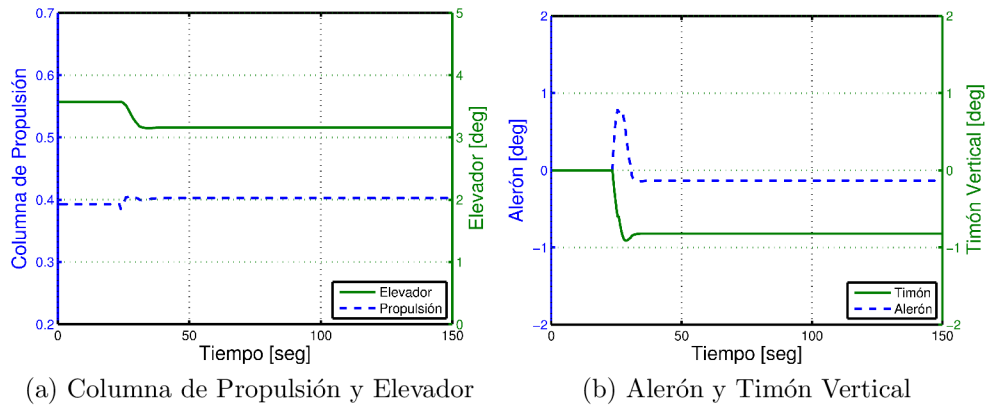 0.7
0.6
0.5
0.4
0.3
0.2
Columna de Propulsión
5
4
3
2
1
0
Elevador [deg]
Elevador
Propulsión
0
50
100
150
Tiempo [seg]
(a) Columna de Propulsión y Elevador
2
1
0
−1
−2
Alerón [deg]
2
1
0
−1
−2
Timón Vertical [deg]
Timón
Alerón
0
50
100
150
Tiempo [seg]
(b) Alerón y Timón Vertical